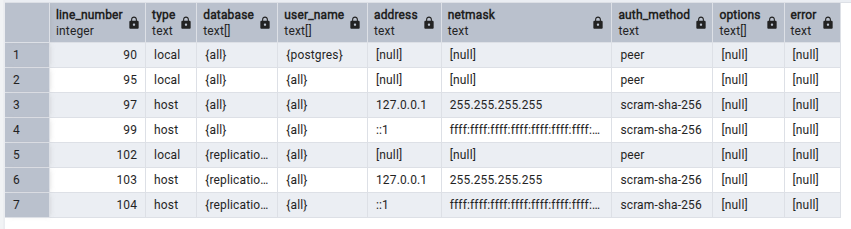 line_number type database user_name address netmask auth_method options error
integer text text[] text[] text text text text[] text
1 90 local {all} {postgres} [null] [null] peer [null] [null]
2 95 local {all} {all} [null] [null] peer [null] [null]
3 97 host {all} {all} 127.0.0.1 255.255.255.255 scram-sha-256 [null] [null]
4 99 host {all} {all} ::1 ffff:ffff:ffff:ffff:ffff:ffff:ffff:... scram-sha-256 [null] [null]
5 102 local {replicatio... {all} [null] [null] peer [null] [null]
6 103 host {replicatio... {all} 127.0.0.1 255.255.255.255 scram-sha-256 [null] [null]
7 104 host {replicatio... {all} ::1 ffff:ffff:ffff:ffff:ffff:ffff:ffff:... scram-sha-256 [null] [null]